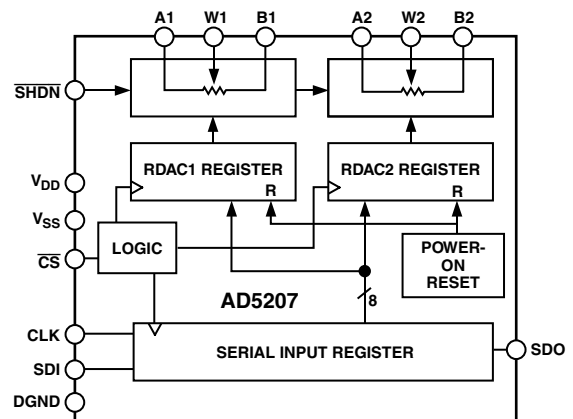 A1 W1 B1 A2 W2 B2
SHDN
RDAC1 REGISTER
R
RDAC2 REGISTER
R
VDD
VSS
CS
LOGIC
POWER-
ON
RESET
8
AD5207
CLK
SERIAL INPUT REGISTER
SDO
SDI
DGND